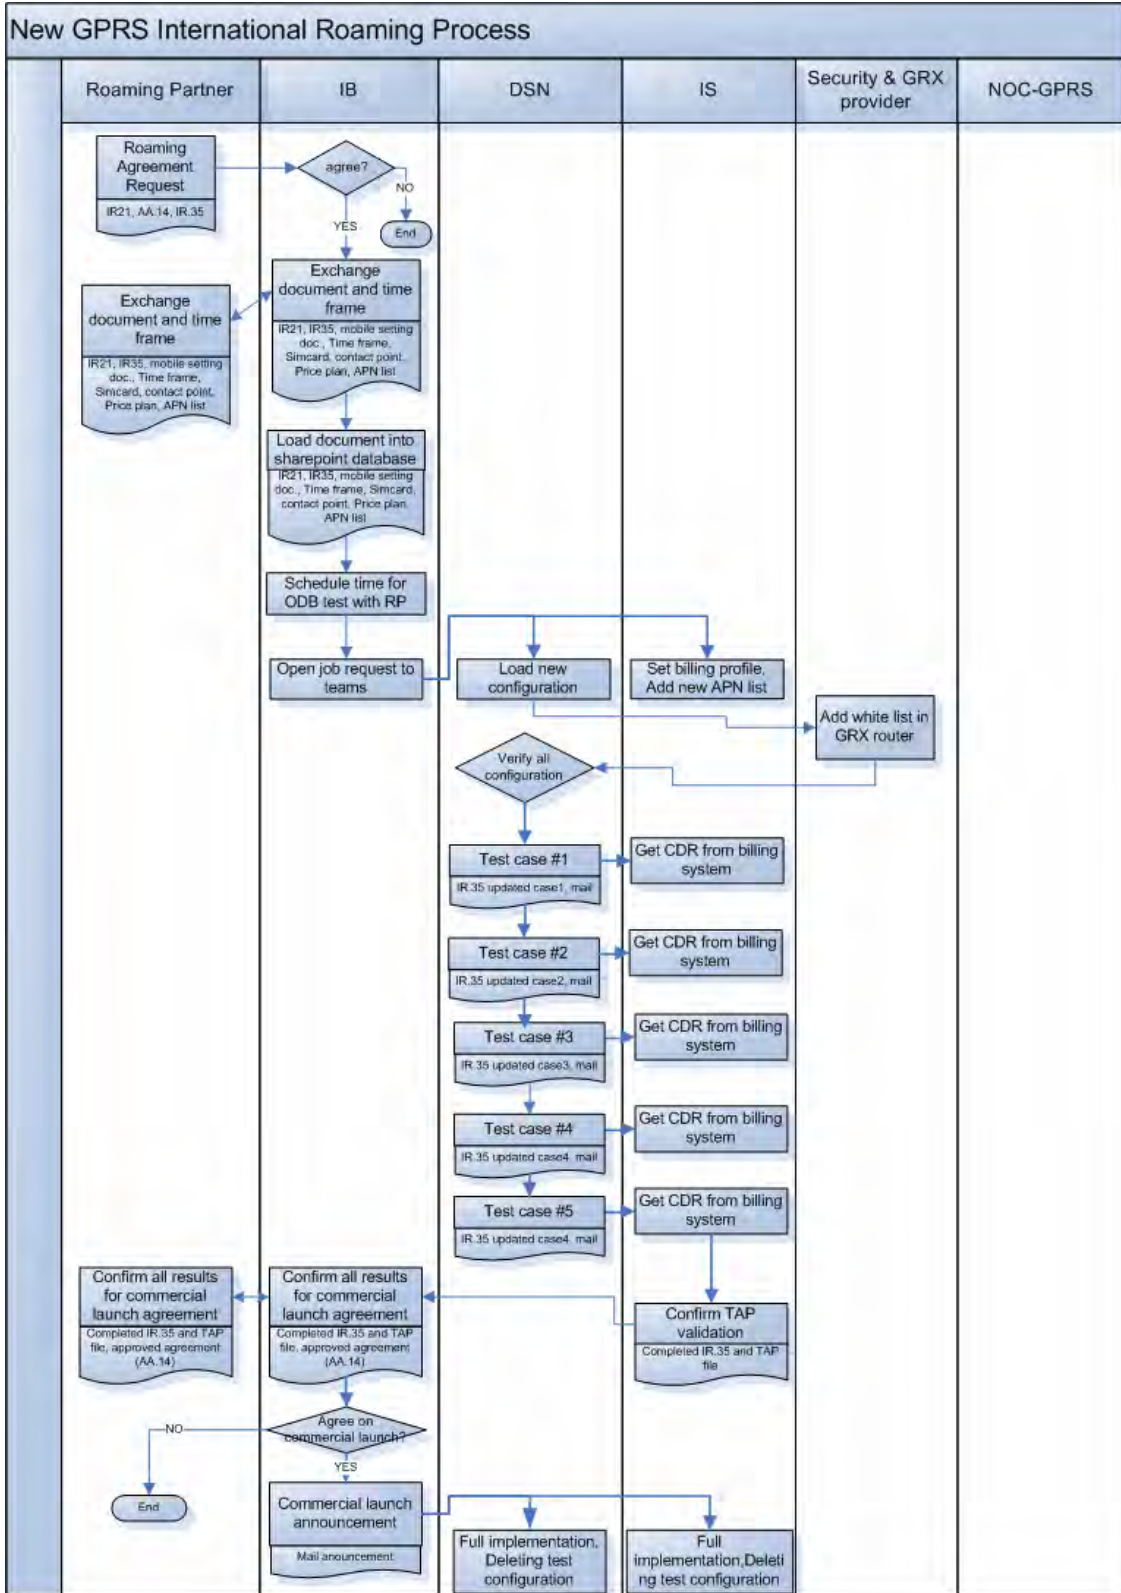 New GPRS International Roaming Process
Roaming Partner
IB
DSN
IS
Security & GRX
provider
NOC-GPRS
Roaming
Agreement
Request
IR21, AA.14, IR.35
agree?
NO
YES
End
Exchange
document and time
frame
IR21, IR35, mobile setting
doc., Time frame,
Simcard, contact point,
Price plan, APN list
Exchange
document and time
frame
IR21, IR35, mobile setting
doc., Time frame,
Simcard, contact point,
Price plan, APN list
Load document into
sharepoint database
IR21, IR35, mobile setting
doc., Time frame, Simcard,
contact point, Price plan,
APN list
Schedule time for
ODB test with RP
Open job request to
teams
Load new
configuration
Set billing profile,
Add new APN list
Add white list in
GRX router
Verify all
configuration
Test case #1
IR.35 updated case1, mail
Get CDR from billing
system
Test case #2
IR.35 updated case2, mail
Get CDR from billing
system
Test case #3
IR.35 updated case3, mail
Get CDR from billing
system
Test case #4
IR.35 updated case4, mail
Get CDR from billing
system
Test case #5
IR.35 updated case4, mail
Get CDR from billing
system
Confirm all results
for commercial
launch agreement
Completed IR.35 and TAP
file, approved agreement
(AA.14)
Confirm all results
for commercial
launch agreement
Completed IR.35 and TAP
file, approved agreement
(AA.14)
Confirm TAP
validation
Completed IR.35 and TAP
file
Agree on
commercial launch?
NO
YES
End
Commercial launch
announcement
Mail anouncement
Full implementation,
Deleting test
configuration
Full
implementation,Deleti
ng test configuration